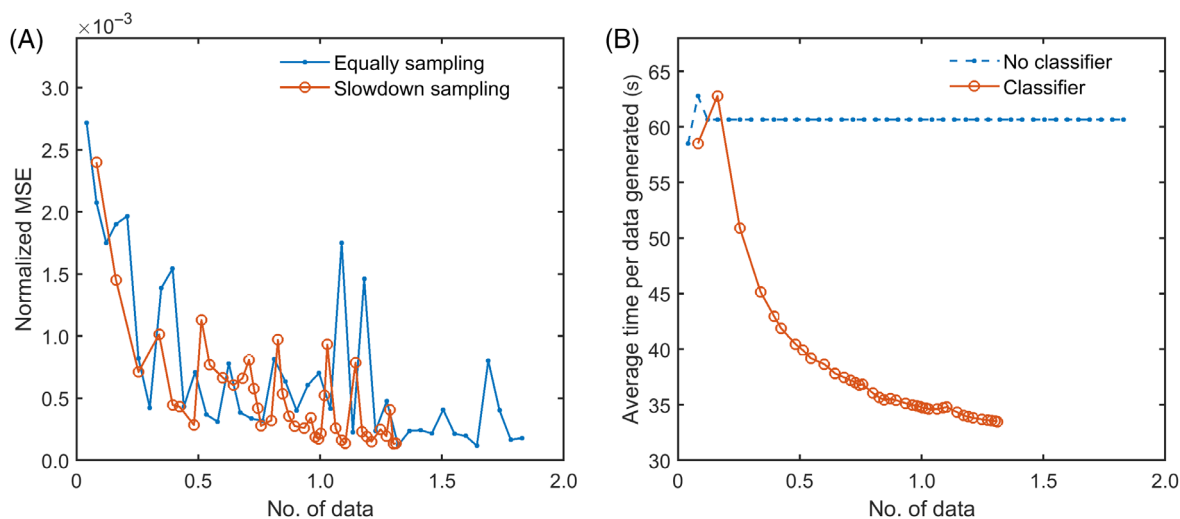 (A)
×10⁻³
Normalized MSE
3.0
2.5
2.0
1.5
1.0
0.5
0.0
0
0.5
1.0
1.5
2.0
No. of data
Equally sampling
Slowdown sampling
(B)
Average time per data generated (s)
65
60
55
50
45
40
35
30
0
0.5
1.0
1.5
2.0
No. of data
No classifier
Classifier